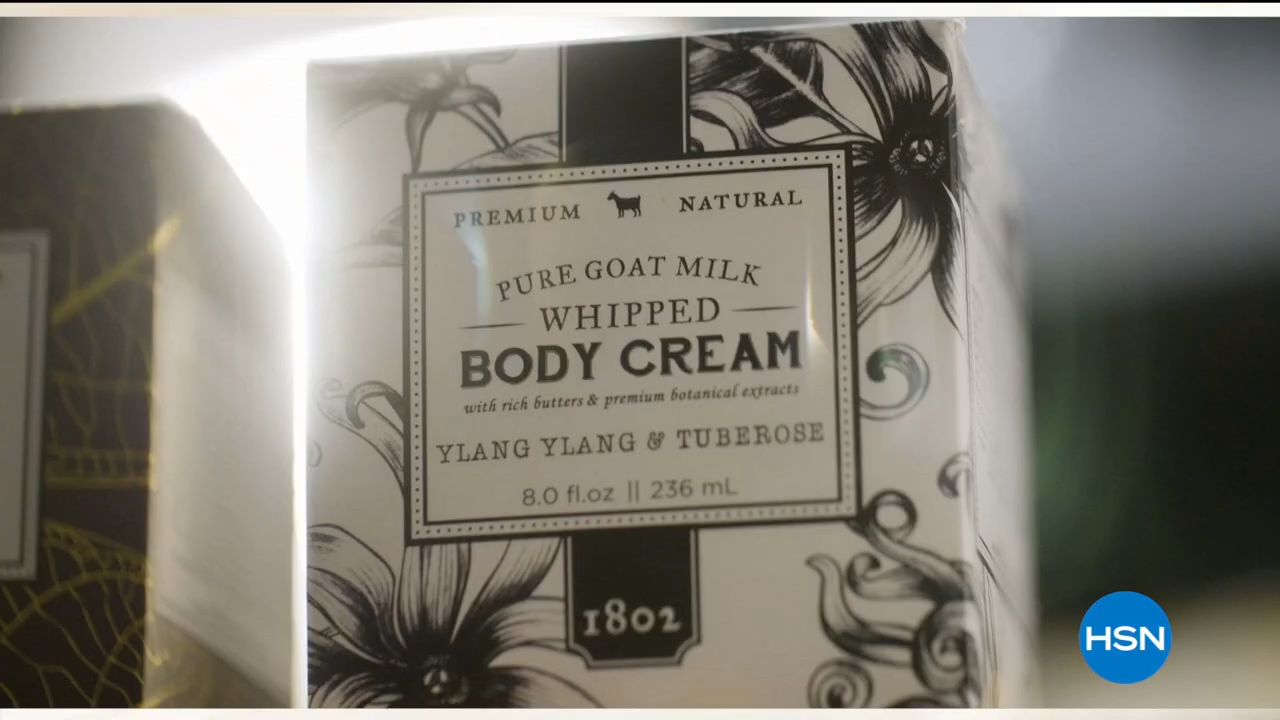 PREMIUM NATURAL
PURE GOAT MILK
WHIPPED
BODY CREAM
with rich butters & premium botanical extracts
YLANG YLANG & TUBEROSE
8.0 fl.oz || 236 mL
1802
HSN